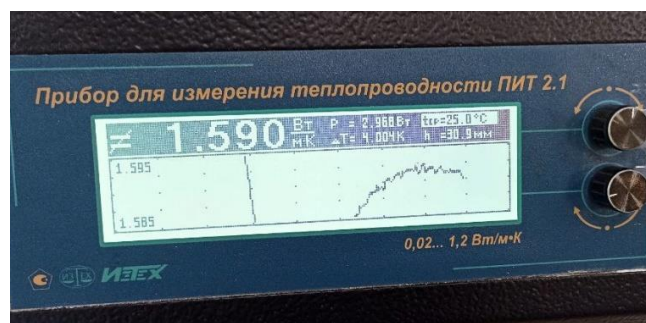 Прибор для измерения теплопроводности ПИТ 2.1
≠ 1.590 Вт/м·К P = 2.968Вт tср=25.0°C
ΔT= 4.004К h =30.9мм
1.595
1.585
0,02... 1,2 Вт/м•К
ИТЕХ